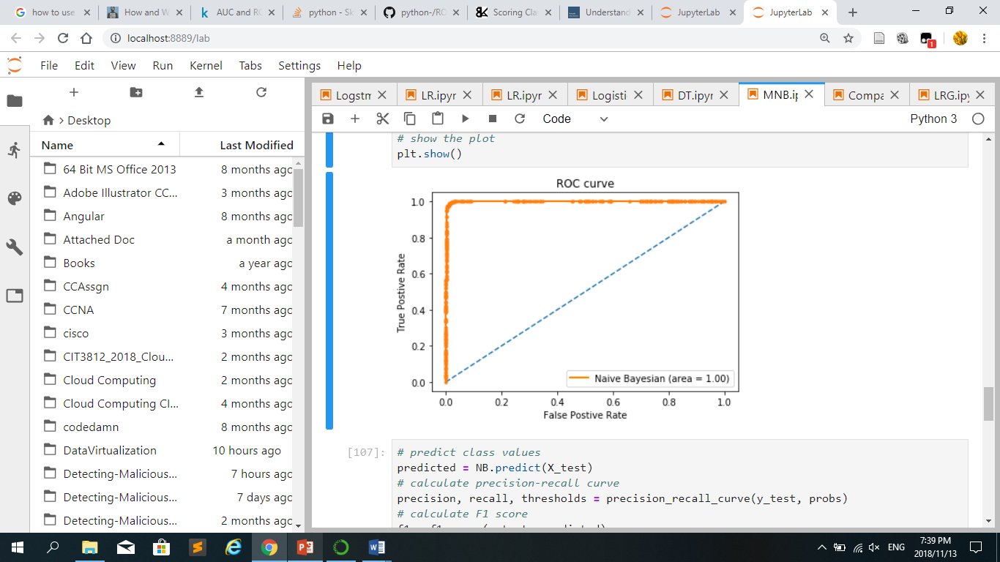 how to use
How and W
AUC and RO
python - Sk
python-/RO
Scoring Cla
Understand
JupyterLab
JupyterLab
localhost:8889/lab
1
File Edit View Run Kernel Tabs Settings Help
Logstm
LR.ipyr
LR.ipyr
Logisti
DT.ipyr
MNB.ip
Compa
LRG.ipy
Code
Python 3
Desktop
Name Last Modified
64 Bit MS Office 2013 8 months ago
Adobe Illustrator CC... 3 months ago
Angular 8 months ago
Attached Doc a month ago
Books a year ago
CCAssgn 4 months ago
CCNA 7 months ago
cisco 3 months ago
CIT3812_2018_Clou... 2 months ago
Cloud Computing 2 months ago
Cloud Computing CI... 4 months ago
codedamn 8 months ago
DataVirtualization 10 hours ago
Detecting-Malicious... 7 hours ago
Detecting-Malicious... 7 days ago
Detecting-Malicious... 2 months ago
# show the plot
plt.show()
ROC curve
1.0
0.8
0.6
0.4
0.2
0.0
True Postive Rate
Naive Bayesian (area = 1.00)
0.0 0.2 0.4 0.6 0.8 1.0
False Postive Rate
[107]:
# predict class values
predicted = NB.predict(X_test)
# calculate precision-recall curve
precision, recall, thresholds = precision_recall_curve(y_test, probs)
# calculate F1 score
ENG
7:39 PM
2018/11/13